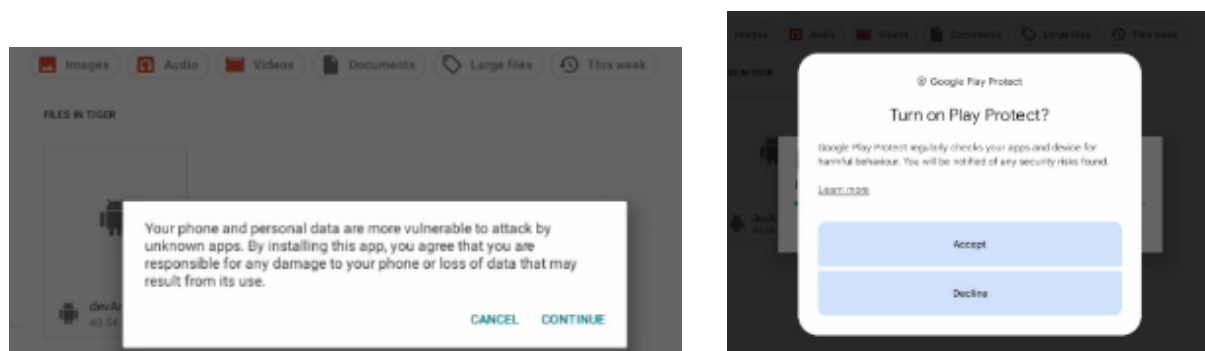 Images Audio Videos Documents Large files This week
FILES IN TIGER
Your phone and personal data are more vulnerable to attack by
unknown apps. By installing this app, you agree that you are
responsible for any damage to your phone or loss of data that may
result from its use.
CANCEL CONTINUE
Images Audio Videos Documents Large files This week
Google Play Protect
Turn on Play Protect?
Google Play Protect regularly checks your apps and device for
harmful behaviour. You will be notified of any security risks found.
Learn more
Accept
Decline